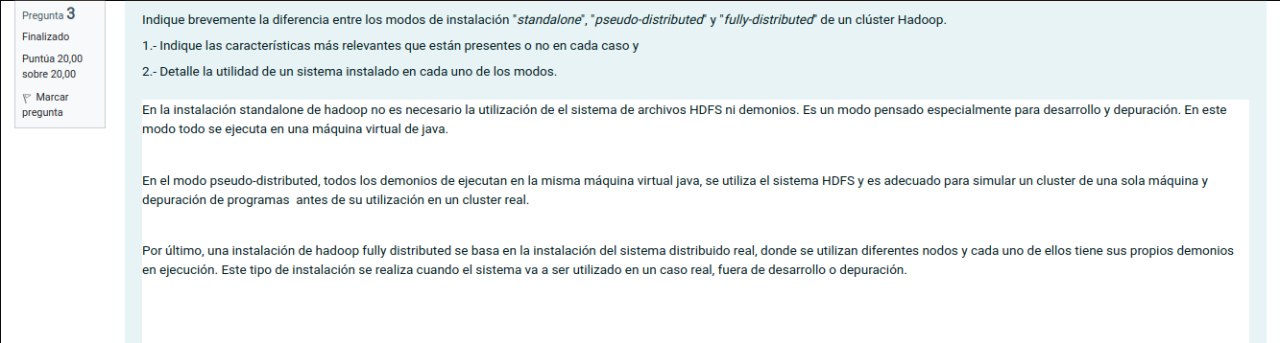 Pregunta 3
Finalizado
Puntúa 20,00
sobre 20,00
Marcar
pregunta
Indique brevemente la diferencia entre los modos de instalación "standalone", "pseudo-distributed" y "fully-distributed" de un clúster Hadoop.
1.- Indique las características más relevantes que están presentes o no en cada caso y
2.- Detalle la utilidad de un sistema instalado en cada uno de los modos.
En la instalación standalone de hadoop no es necesario la utilización de el sistema de archivos HDFS ni demonios. Es un modo pensado especialmente para desarrollo y depuración. En este
modo todo se ejecuta en una máquina virtual de java.
En el modo pseudo-distributed, todos los demonios de ejecutan en la misma máquina virtual java, se utiliza el sistema HDFS y es adecuado para simular un cluster de una sola máquina y
depuración de programas  antes de su utilización en un cluster real.
Por último, una instalación de hadoop fully distributed se basa en la instalación del sistema distribuido real, donde se utilizan diferentes nodos y cada uno de ellos tiene sus propios demonios
en ejecución. Este tipo de instalación se realiza cuando el sistema va a ser utilizado en un caso real, fuera de desarrollo o depuración.